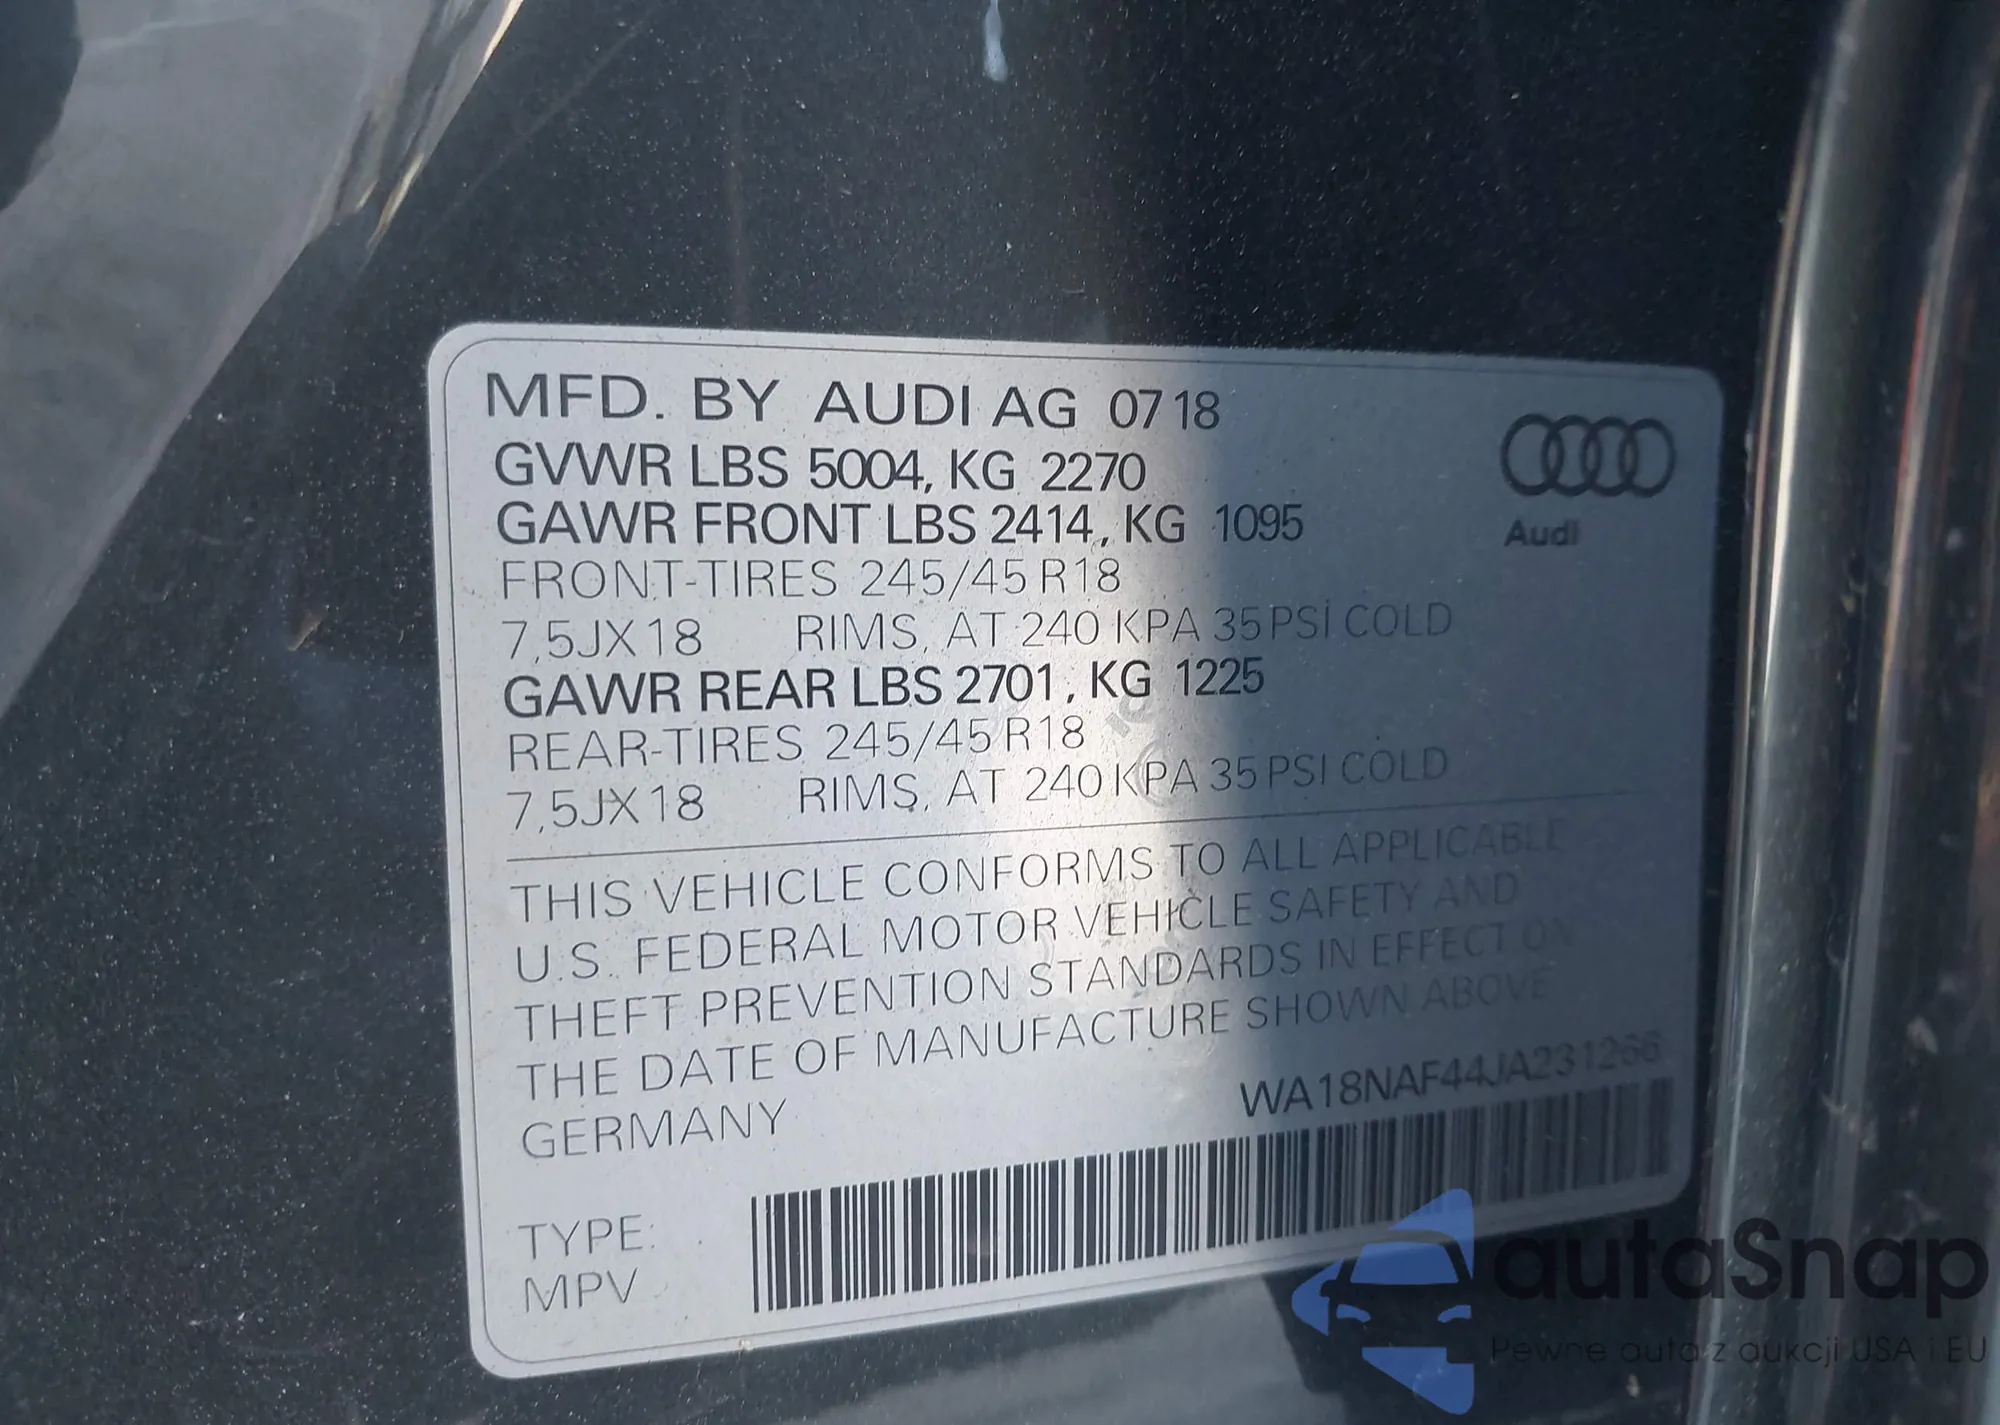 MFD. BY AUDI AG 07 18
GVWR LBS 5004, KG 2270
GAWR FRONT LBS 2414, KG 1095
FRONT-TIRES 245/45 R18
7,5JX18 RIMS, AT 240 KPA 35 PSI COLD
GAWR REAR LBS 2701, KG 1225
REAR-TIRES 245/45 R18
7,5JX18 RIMS, AT 240 KPA 35 PSI COLD
Audi
THIS VEHICLE CONFORMS TO ALL APPLICABLE
U.S. FEDERAL MOTOR VEHICLE SAFETY AND
THEFT PREVENTION STANDARDS IN EFFECT ON
THE DATE OF MANUFACTURE SHOWN ABOVE
GERMANY
WA18NAF44JA231266
TYPE:
MPV
autaSnap
Pewne auta z aukcji USA i EU